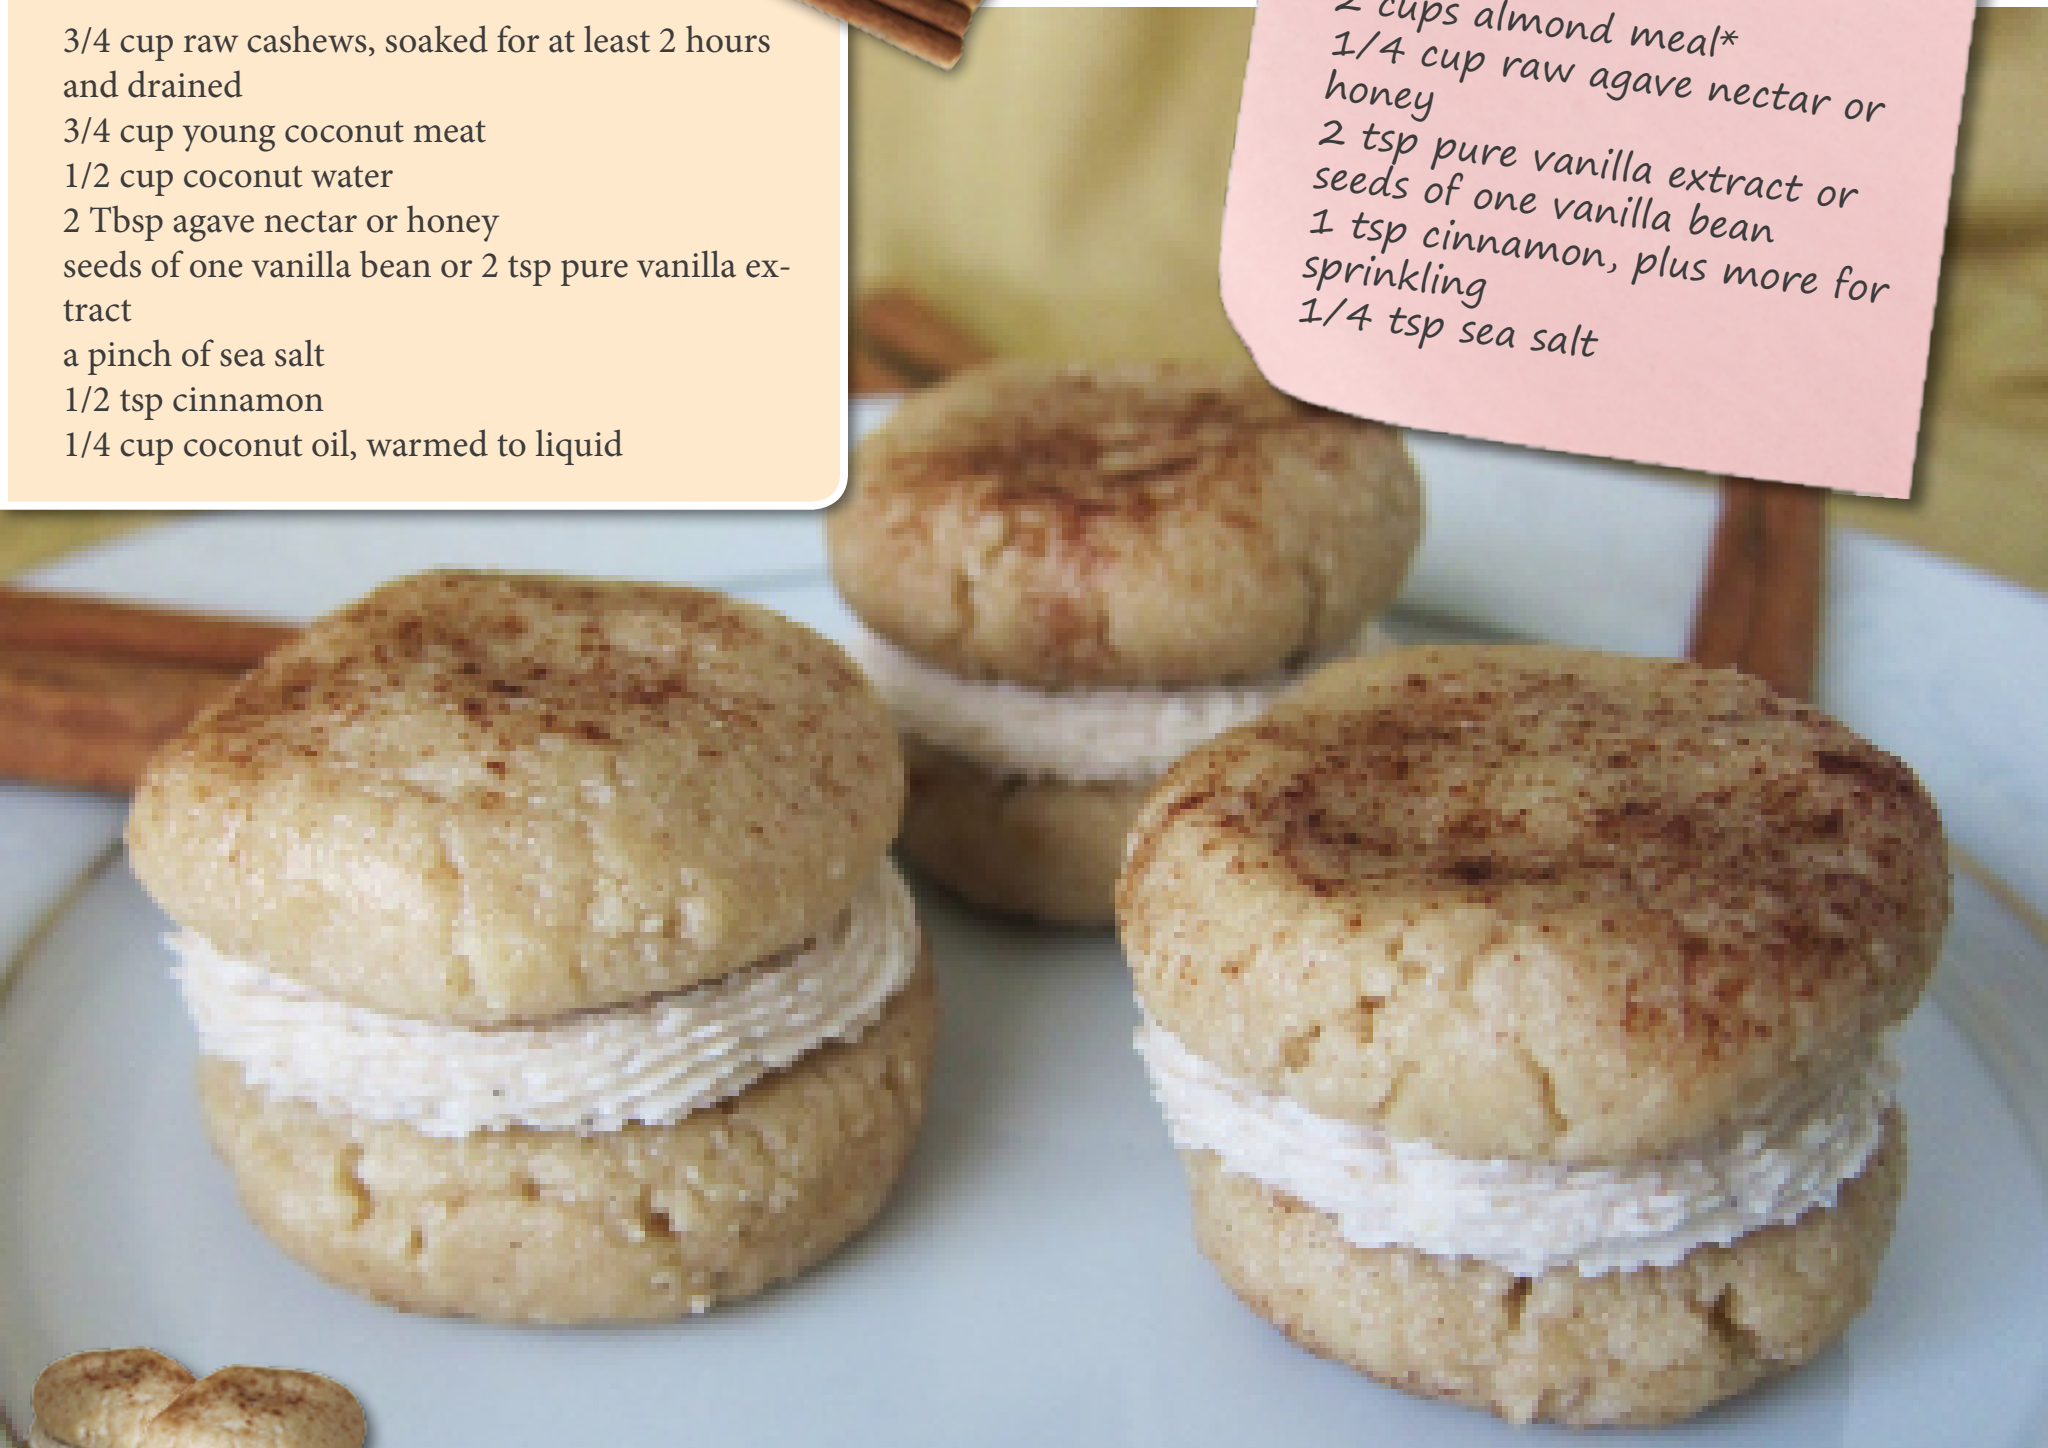 3/4 cup raw cashews, soaked for at least 2 hours
and drained
3/4 cup young coconut meat
1/2 cup coconut water
2 Tbsp agave nectar or honey
seeds of one vanilla bean or 2 tsp pure vanilla ex-
tract
a pinch of sea salt
1/2 tsp cinnamon
1/4 cup coconut oil, warmed to liquid
2 cups almond meal*
1/4 cup raw agave nectar or
honey
2 tsp pure vanilla extract or
seeds of one vanilla bean
1 tsp cinnamon, plus more for
sprinkling
1/4 tsp sea salt